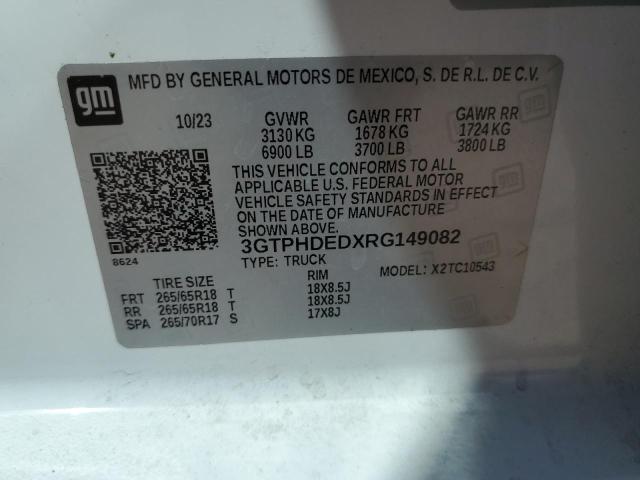 gm
MFD BY GENERAL MOTORS DE MEXICO, S. DE R.L. DE C.V.
10/23 GVWR GAWR FRT GAWR RR
3130 KG 1678 KG 1724 KG
6900 LB 3700 LB 3800 LB
THIS VEHICLE CONFORMS TO ALL
APPLICABLE U.S. FEDERAL MOTOR
VEHICLE SAFETY STANDARDS IN EFFECT
ON THE DATE OF MANUFACTURE
SHOWN ABOVE.
3GTPHDEDXRG149082
8624
TYPE: TRUCK MODEL: X2TC10543
TIRE SIZE RIM
FRT 265/65R18 T 18X8.5J
RR 265/65R18 T 18X8.5J
SPA 265/70R17 S 17X8J